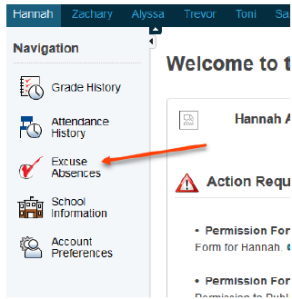 Hannah Zachary Alyssa Trevor Toni Sa
Navigation
Welcome to t
Grade History
Hannah A
Attendance
History
Excuse
Absences
Action Requ
School
Information
• Permission For
Form for Hannah.
Account
Preferences
• Permission For